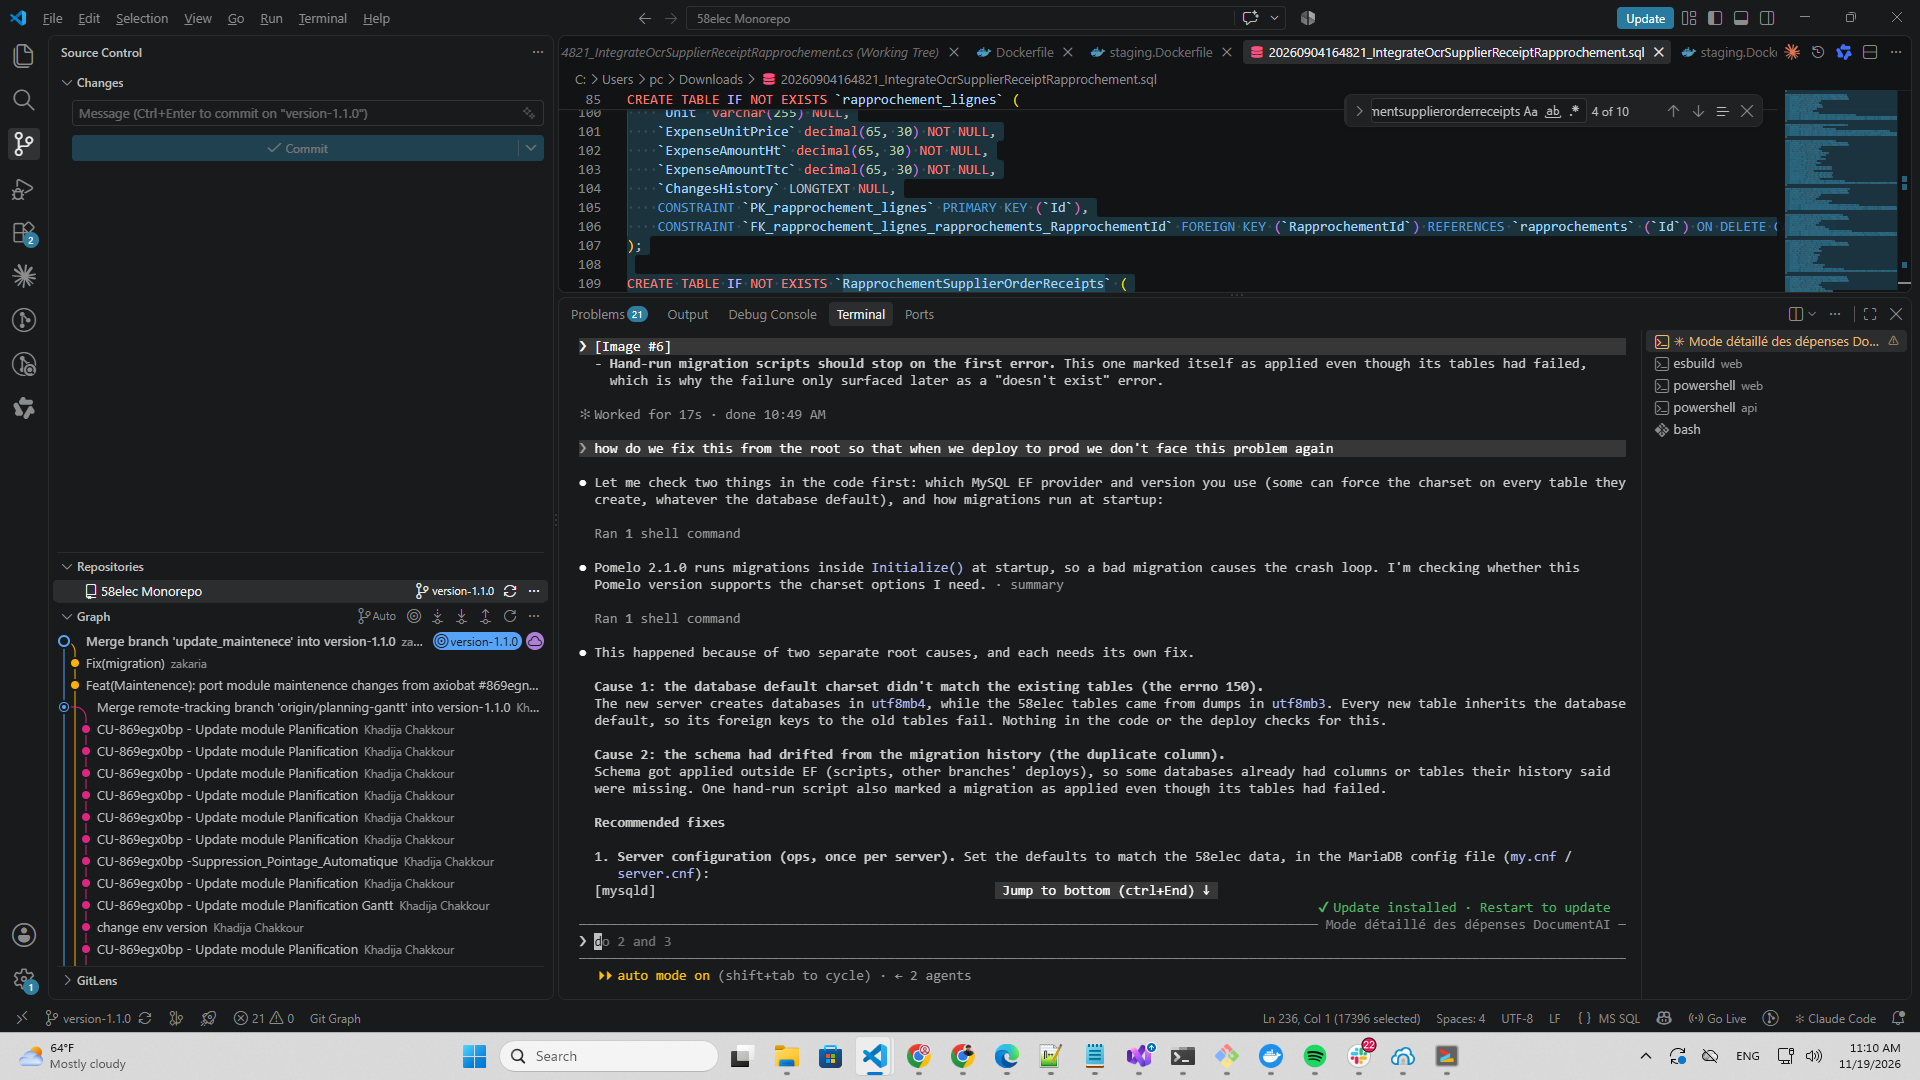 File Edit Selection View Go Run Terminal Help
58elec Monorepo
Update
Source Control
Changes
Message (Ctrl+Enter to commit on "version-1.1.0")
Commit
Repositories
58elec Monorepo version-1.1.0
Graph Auto
Merge branch 'update_maintenece' into version-1.1.0 za... version-1.1.0
Fix(migration) zakaria
Feat(Maintenence): port module maintenence changes from axiobat #869egn...
Merge remote-tracking branch 'origin/planning-gantt' into version-1.1.0 Kh...
CU-869egx0bp - Update module Planification Khadija Chakkour
CU-869egx0bp - Update module Planification Khadija Chakkour
CU-869egx0bp - Update module Planification Khadija Chakkour
CU-869egx0bp - Update module Planification Khadija Chakkour
CU-869egx0bp - Update module Planification Khadija Chakkour
CU-869egx0bp - Update module Planification Khadija Chakkour
CU-869egx0bp -Suppression_Pointage_Automatique Khadija Chakkour
CU-869egx0bp - Update module Planification Khadija Chakkour
CU-869egx0bp - Update module Planification Gantt Khadija Chakkour
change env version Khadija Chakkour
CU-869egx0bp - Update module Planification Khadija Chakkour
GitLens
2
1
4821_IntegrateOcrSupplierReceiptRapprochement.cs (Working Tree) Dockerfile staging.Dockerfile 20260904164821_IntegrateOcrSupplierReceiptRapprochement.sql staging.Docke
C: > Users > pc > Downloads > 20260904164821_IntegrateOcrSupplierReceiptRapprochement.sql
mentsupplierorderreceipts Aa ab .* 4 of 10
85 CREATE TABLE IF NOT EXISTS `rapprochement_lignes` (
100 `Unit` varchar(255) NULL,
101 `ExpenseUnitPrice` decimal(65, 30) NOT NULL,
102 `ExpenseAmountHt` decimal(65, 30) NOT NULL,
103 `ExpenseAmountTtc` decimal(65, 30) NOT NULL,
104 `ChangesHistory` LONGTEXT NULL,
105 CONSTRAINT `PK_rapprochement_lignes` PRIMARY KEY (`Id`),
106 CONSTRAINT `FK_rapprochement_lignes_rapprochements_RapprochementId` FOREIGN KEY (`RapprochementId`) REFERENCES `rapprochements` (`Id`) ON DELETE C
107 );
108
109 CREATE TABLE IF NOT EXISTS `RapprochementSupplierOrderReceipts` (
Problems 21 Output Debug Console Terminal Ports
❯ [Image #6]
- Hand-run migration scripts should stop on the first error. This one marked itself as applied even though its tables had failed,
which is why the failure only surfaced later as a "doesn't exist" error.
✻ Worked for 17s · done 10:49 AM
❯ how do we fix this from the root so that when we deploy to prod we don't face this problem again
● Let me check two things in the code first: which MySQL EF provider and version you use (some can force the charset on every table they
create, whatever the database default), and how migrations run at startup:
Ran 1 shell command
● Pomelo 2.1.0 runs migrations inside Initialize() at startup, so a bad migration causes the crash loop. I'm checking whether this
Pomelo version supports the charset options I need. · summary
Ran 1 shell command
● This happened because of two separate root causes, and each needs its own fix.
Cause 1: the database default charset didn't match the existing tables (the errno 150).
The new server creates databases in utf8mb4, while the 58elec tables came from dumps in utf8mb3. Every new table inherits the database
default, so its foreign keys to the old tables fail. Nothing in the code or the deploy checks for this.
Cause 2: the schema had drifted from the migration history (the duplicate column).
Schema got applied outside EF (scripts, other branches' deploys), so some databases already had columns or tables their history said
were missing. One hand-run script also marked a migration as applied even though its tables had failed.
Recommended fixes
1. Server configuration (ops, once per server). Set the defaults to match the 58elec data, in the MariaDB config file (my.cnf /
server.cnf):
[mysqld] Jump to bottom (ctrl+End) ↓
✓ Update installed · Restart to update
Mode détaillé des dépenses DocumentAI
❯ do 2 and 3
⏵⏵ auto mode on (shift+tab to cycle) · ← 2 agents
✳ Mode détaillé des dépenses Do...
esbuild web
powershell web
powershell api
bash
version-1.1.0 21 0 Git Graph
Ln 236, Col 1 (17396 selected) Spaces: 4 UTF-8 LF { } MS SQL Go Live Claude Code
64°F
Mostly cloudy
Search
22
ENG
11:10 AM
11/19/2026